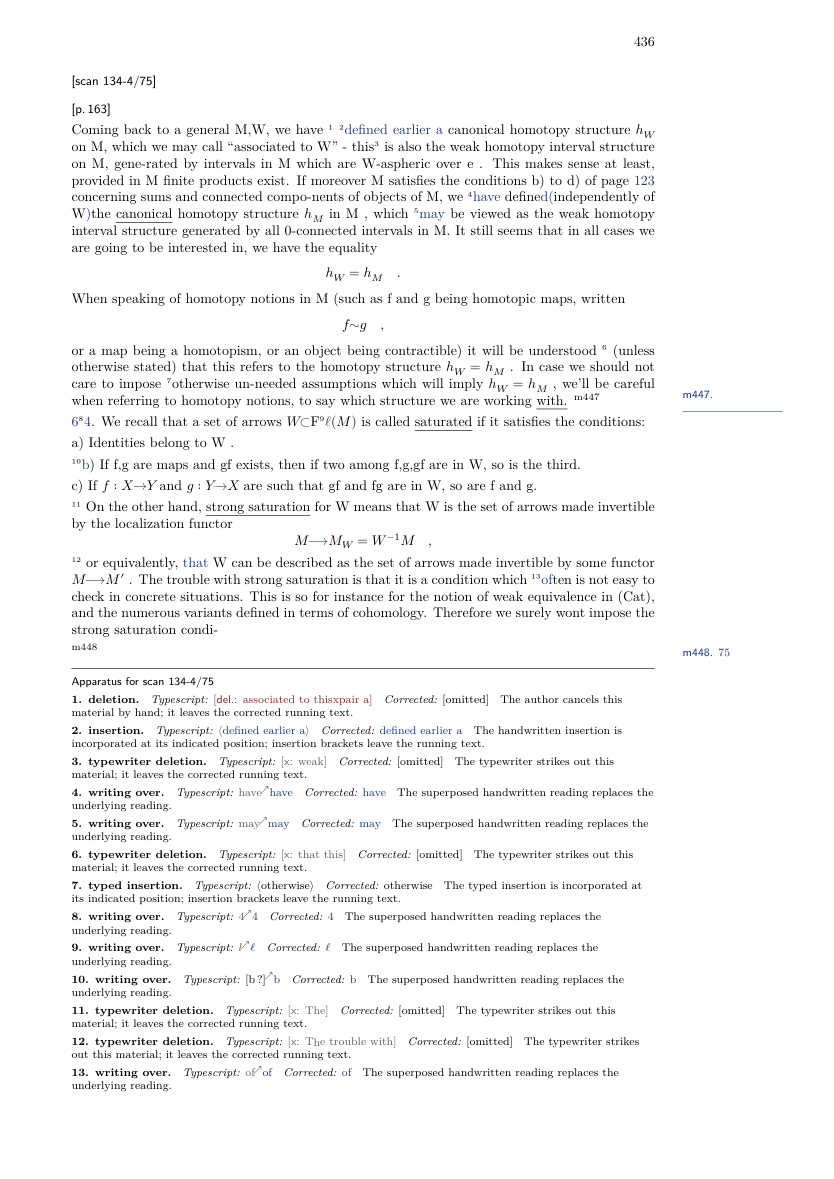 436
[scan 134-4/75]
[p. 163]
Coming back to a general M,W, we have ¹ ²defined earlier a canonical homotopy structure h_W
on M, which we may call “associated to W” - this³ is also the weak homotopy interval structure
on M, gene-rated by intervals in M which are W-aspheric over e . This makes sense at least,
provided in M finite products exist. If moreover M satisfies the conditions b) to d) of page 123
concerning sums and connected compo-nents of objects of M, we ⁴have defined(independently of
W)the canonical homotopy structure h_M in M , which ⁵may be viewed as the weak homotopy
interval structure generated by all 0-connected intervals in M. It still seems that in all cases we
are going to be interested in, we have the equality
h_W = h_M .
When speaking of homotopy notions in M (such as f and g being homotopic maps, written
f~g ,
or a map being a homotopism, or an object being contractible) it will be understood ⁶ (unless
otherwise stated) that this refers to the homotopy structure h_W = h_M . In case we should not
care to impose ⁷otherwise un-needed assumptions which will imply h_W = h_M , we’ll be careful
when referring to homotopy notions, to say which structure we are working with. m447
m447.
6⁸4. We recall that a set of arrows W⊂F⁹ℓ(M) is called saturated if it satisfies the conditions:
a) Identities belong to W .
¹⁰b) If f,g are maps and gf exists, then if two among f,g,gf are in W, so is the third.
c) If f : X→Y and g : Y→X are such that gf and fg are in W, so are f and g.
¹¹ On the other hand, strong saturation for W means that W is the set of arrows made invertible
by the localization functor
M⟶M_W = W⁻¹M ,
¹² or equivalently, that W can be described as the set of arrows made invertible by some functor
M⟶M′ . The trouble with strong saturation is that it is a condition which ¹³often is not easy to
check in concrete situations. This is so for instance for the notion of weak equivalence in (Cat),
and the numerous variants defined in terms of cohomology. Therefore we surely wont impose the
strong saturation condi-
m448
m448. 75
Apparatus for scan 134-4/75
1. deletion. Typescript: [del.: associated to thisxpair a] Corrected: [omitted] The author cancels this
material by hand; it leaves the corrected running text.
2. insertion. Typescript: ⟨defined earlier a⟩ Corrected: defined earlier a The handwritten insertion is
incorporated at its indicated position; insertion brackets leave the running text.
3. typewriter deletion. Typescript: [x: weak] Corrected: [omitted] The typewriter strikes out this
material; it leaves the corrected running text.
4. writing over. Typescript: have↗have Corrected: have The superposed handwritten reading replaces the
underlying reading.
5. writing over. Typescript: may↗may Corrected: may The superposed handwritten reading replaces the
underlying reading.
6. typewriter deletion. Typescript: [x: that this] Corrected: [omitted] The typewriter strikes out this
material; it leaves the corrected running text.
7. typed insertion. Typescript: ⟨otherwise⟩ Corrected: otherwise The typed insertion is incorporated at
its indicated position; insertion brackets leave the running text.
8. writing over. Typescript: 4↗4 Corrected: 4 The superposed handwritten reading replaces the
underlying reading.
9. writing over. Typescript: l↗ℓ Corrected: ℓ The superposed handwritten reading replaces the
underlying reading.
10. writing over. Typescript: [b ?]↗b Corrected: b The superposed handwritten reading replaces the
underlying reading.
11. typewriter deletion. Typescript: [x: The] Corrected: [omitted] The typewriter strikes out this
material; it leaves the corrected running text.
12. typewriter deletion. Typescript: [x: The trouble with] Corrected: [omitted] The typewriter strikes
out this material; it leaves the corrected running text.
13. writing over. Typescript: of↗of Corrected: of The superposed handwritten reading replaces the
underlying reading.